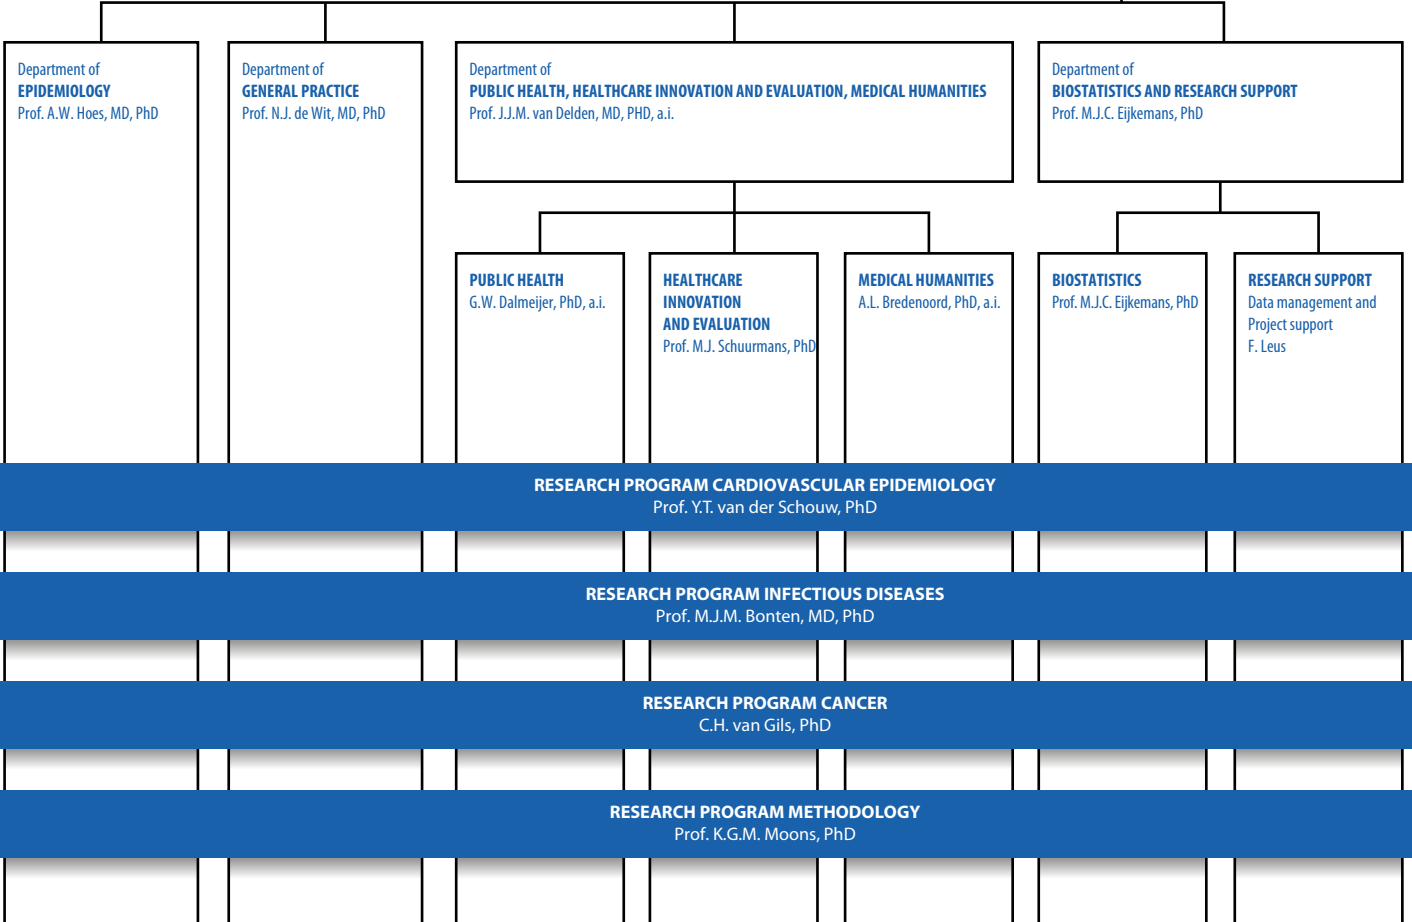 Department of
EPIDEMIOLOGY
Prof. A.W. Hoes, MD, PhD
Department of
GENERAL PRACTICE
Prof. N.J. de Wit, MD, PhD
Department of
PUBLIC HEALTH, HEALTHCARE INNOVATION AND EVALUATION, MEDICAL HUMANITIES
Prof. J.J.M. van Delden, MD, PHD, a.i.
Department of
BIOSTATISTICS AND RESEARCH SUPPORT
Prof. M.J.C. Eijkemans, PhD
PUBLIC HEALTH
G.W. Dalmeijer, PhD, a.i.
HEALTHCARE
INNOVATION
AND EVALUATION
Prof. M.J. Schuurmans, PhD
MEDICAL HUMANITIES
A.L. Bredenoord, PhD, a.i.
BIOSTATISTICS
Prof. M.J.C. Eijkemans, PhD
RESEARCH SUPPORT
Data management and
Project support
F. Leus
RESEARCH PROGRAM CARDIOVASCULAR EPIDEMIOLOGY
Prof. Y.T. van der Schouw, PhD
RESEARCH PROGRAM INFECTIOUS DISEASES
Prof. M.J.M. Bonten, MD, PhD
RESEARCH PROGRAM CANCER
C.H. van Gils, PhD
RESEARCH PROGRAM METHODOLOGY
Prof. K.G.M. Moons, PhD